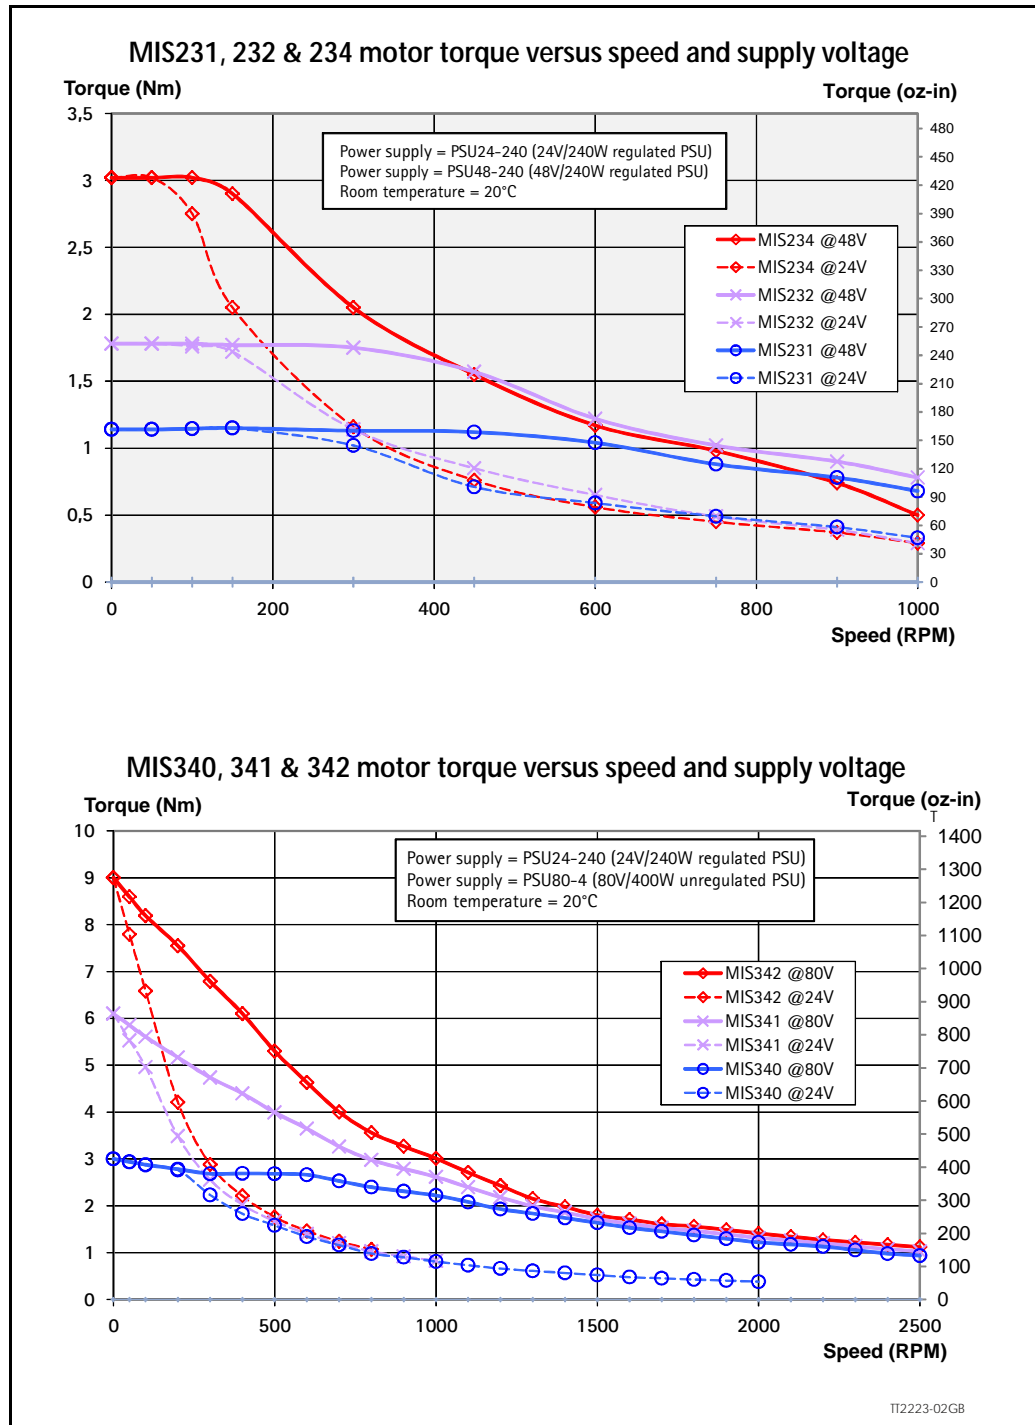 MIS231, 232 & 234 motor torque versus speed and supply voltage
Torque (Nm)
Torque (oz-in)
3,5
3
2,5
2
1,5
1
0,5
0
480
450
420
390
360
330
300
270
240
210
180
150
120
90
60
30
0
Power supply = PSU24-240 (24V/240W regulated PSU)
Power supply = PSU48-240 (48V/240W regulated PSU)
Room temperature = 20°C
MIS234 @48V
MIS234 @24V
MIS232 @48V
MIS232 @24V
MIS231 @48V
MIS231 @24V
0 200 400 600 800 1000
Speed (RPM)
MIS340, 341 & 342 motor torque versus speed and supply voltage
Torque (Nm)
Torque (oz-in)
T
10
9
8
7
6
5
4
3
2
1
0
1400
1300
1200
1100
1000
900
800
700
600
500
400
300
200
100
0
Power supply = PSU24-240 (24V/240W regulated PSU)
Power supply = PSU80-4 (80V/400W unregulated PSU)
Room temperature = 20°C
MIS342 @80V
MIS342 @24V
MIS341 @80V
MIS341 @24V
MIS340 @80V
MIS340 @24V
0 500 1000 1500 2000 2500
Speed (RPM)
TT2223-02GB